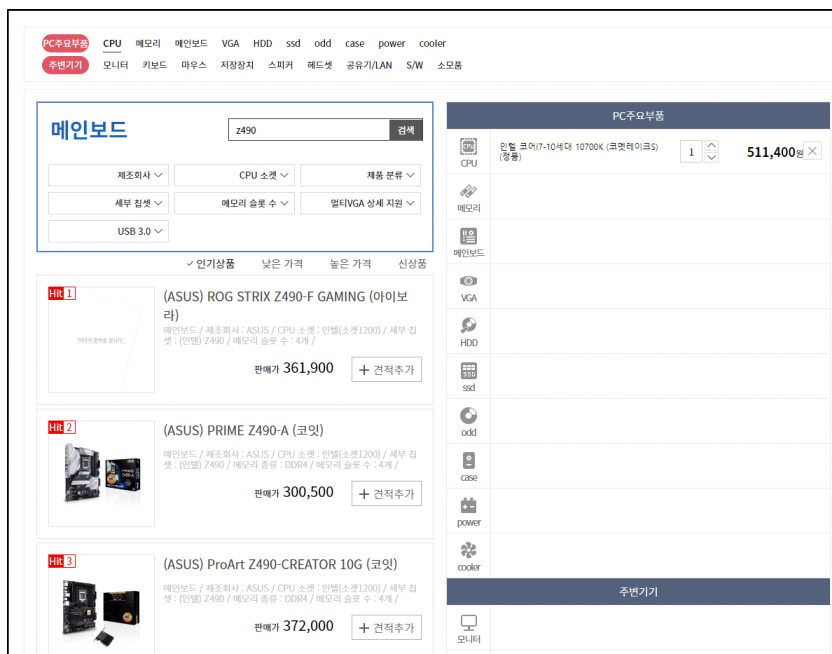 PC주요부품 CPU 메모리 메인보드 VGA HDD ssd odd case power cooler
주변기기 모니터 키보드 마우스 저장장치 스피커 헤드셋 공유기/LAN S/W 소모품
메인보드 z490 검색
제조회사 CPU 소켓 제품 분류
세부 칩셋 메모리 슬롯 수 멀티VGA 상세 지원
USB 3.0
인기상품 낮은 가격 높은 가격 신상품
Hit 1
(ASUS) ROG STRIX Z490-F GAMING (아이보
라)
메인보드 / 제조회사 : ASUS / CPU 소켓 : 인텔(소켓1200) / 세부 칩
셋 : (인텔) Z490 / 메모리 슬롯 수 : 4개 /
판매가 361,900 + 견적추가
Hit 2
(ASUS) PRIME Z490-A (코잇)
메인보드 / 제조회사 : ASUS / CPU 소켓 : 인텔(소켓1200) / 세부 칩
셋 : (인텔) Z490 / 메모리 종류 : DDR4 / 메모리 슬롯 수 : 4개 /
판매가 300,500 + 견적추가
Hit 3
(ASUS) ProArt Z490-CREATOR 10G (코잇)
메인보드 / 제조회사 : ASUS / CPU 소켓 : 인텔(소켓1200) / 세부 칩
셋 : (인텔) Z490 / 메모리 종류 : DDR4 / 메모리 슬롯 수 : 4개 /
판매가 372,000 + 견적추가
PC주요부품
CPU
인텔 코어i7-10세대 10700K (코멧레이크S)
(정품)
1 511,400원
메모리
메인보드
VGA
HDD
ssd
odd
case
power
cooler
주변기기
모니터